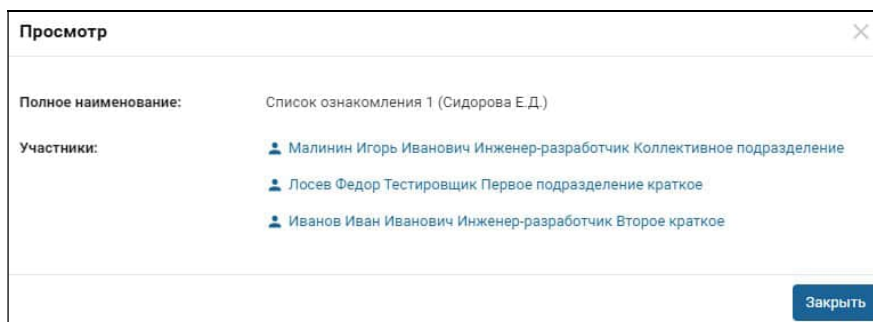 Просмотр
Полное наименование: Список ознакомления 1 (Сидорова Е.Д.)
Участники: Малинин Игорь Иванович Инженер-разработчик Коллективное подразделение
Лосев Федор Тестировщик Первое подразделение краткое
Иванов Иван Иванович Инженер-разработчик Второе краткое
Закрыть